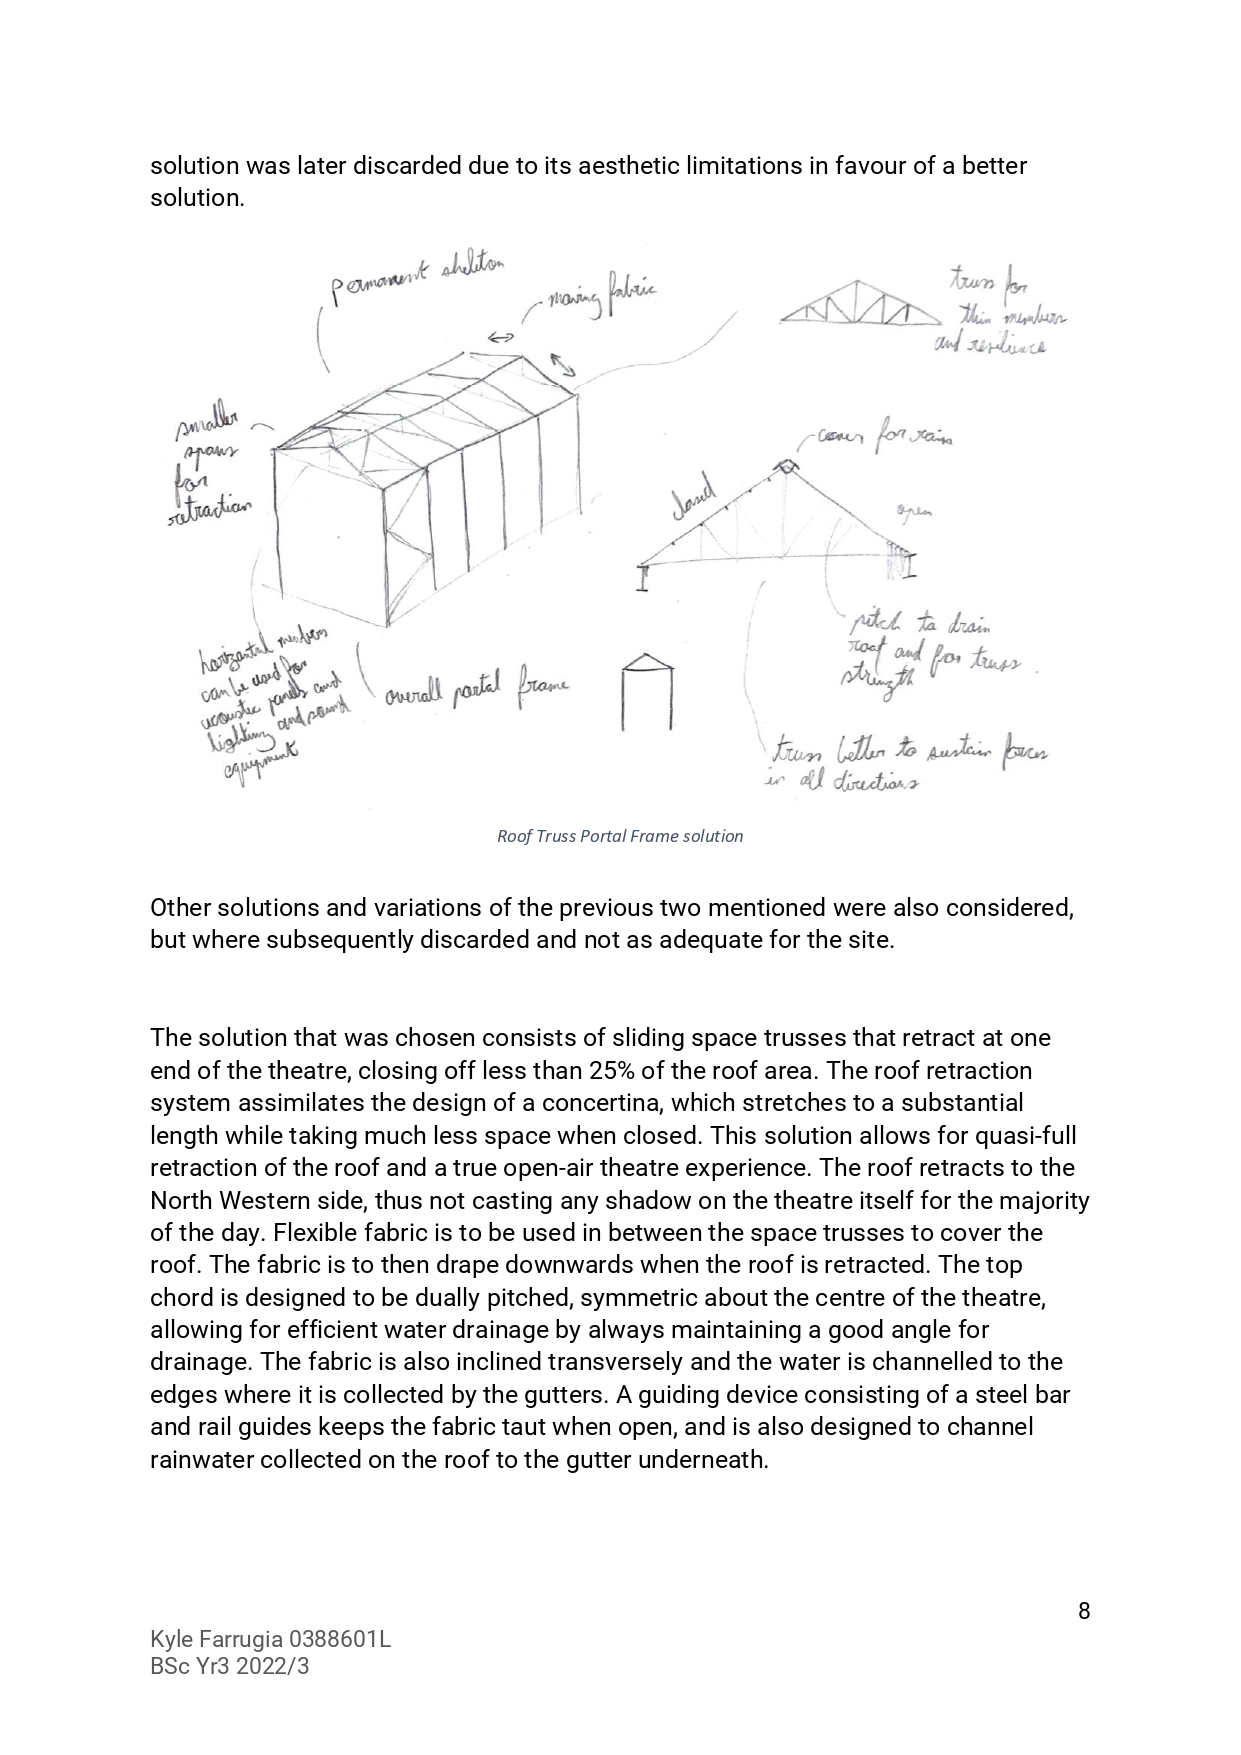 solution was later discarded due to its aesthetic limitations in favour of a better
solution.
permanent skeleton
moving fabric
truss for
thin members
and resilience
smaller
spans
for
retraction
cover for rain
closed
open
pitch to drain
roof and for truss
strength
horizontal members
can be used for
acoustic panels and
lighting and sound
equipment
overall portal frame
truss better to sustain forces
in all directions
Roof Truss Portal Frame solution
Other solutions and variations of the previous two mentioned were also considered,
but where subsequently discarded and not as adequate for the site.
The solution that was chosen consists of sliding space trusses that retract at one
end of the theatre, closing off less than 25% of the roof area. The roof retraction
system assimilates the design of a concertina, which stretches to a substantial
length while taking much less space when closed. This solution allows for quasi-full
retraction of the roof and a true open-air theatre experience. The roof retracts to the
North Western side, thus not casting any shadow on the theatre itself for the majority
of the day. Flexible fabric is to be used in between the space trusses to cover the
roof. The fabric is to then drape downwards when the roof is retracted. The top
chord is designed to be dually pitched, symmetric about the centre of the theatre,
allowing for efficient water drainage by always maintaining a good angle for
drainage. The fabric is also inclined transversely and the water is channelled to the
edges where it is collected by the gutters. A guiding device consisting of a steel bar
and rail guides keeps the fabric taut when open, and is also designed to channel
rainwater collected on the roof to the gutter underneath.
8
Kyle Farrugia 0388601L
BSc Yr3 2022/3